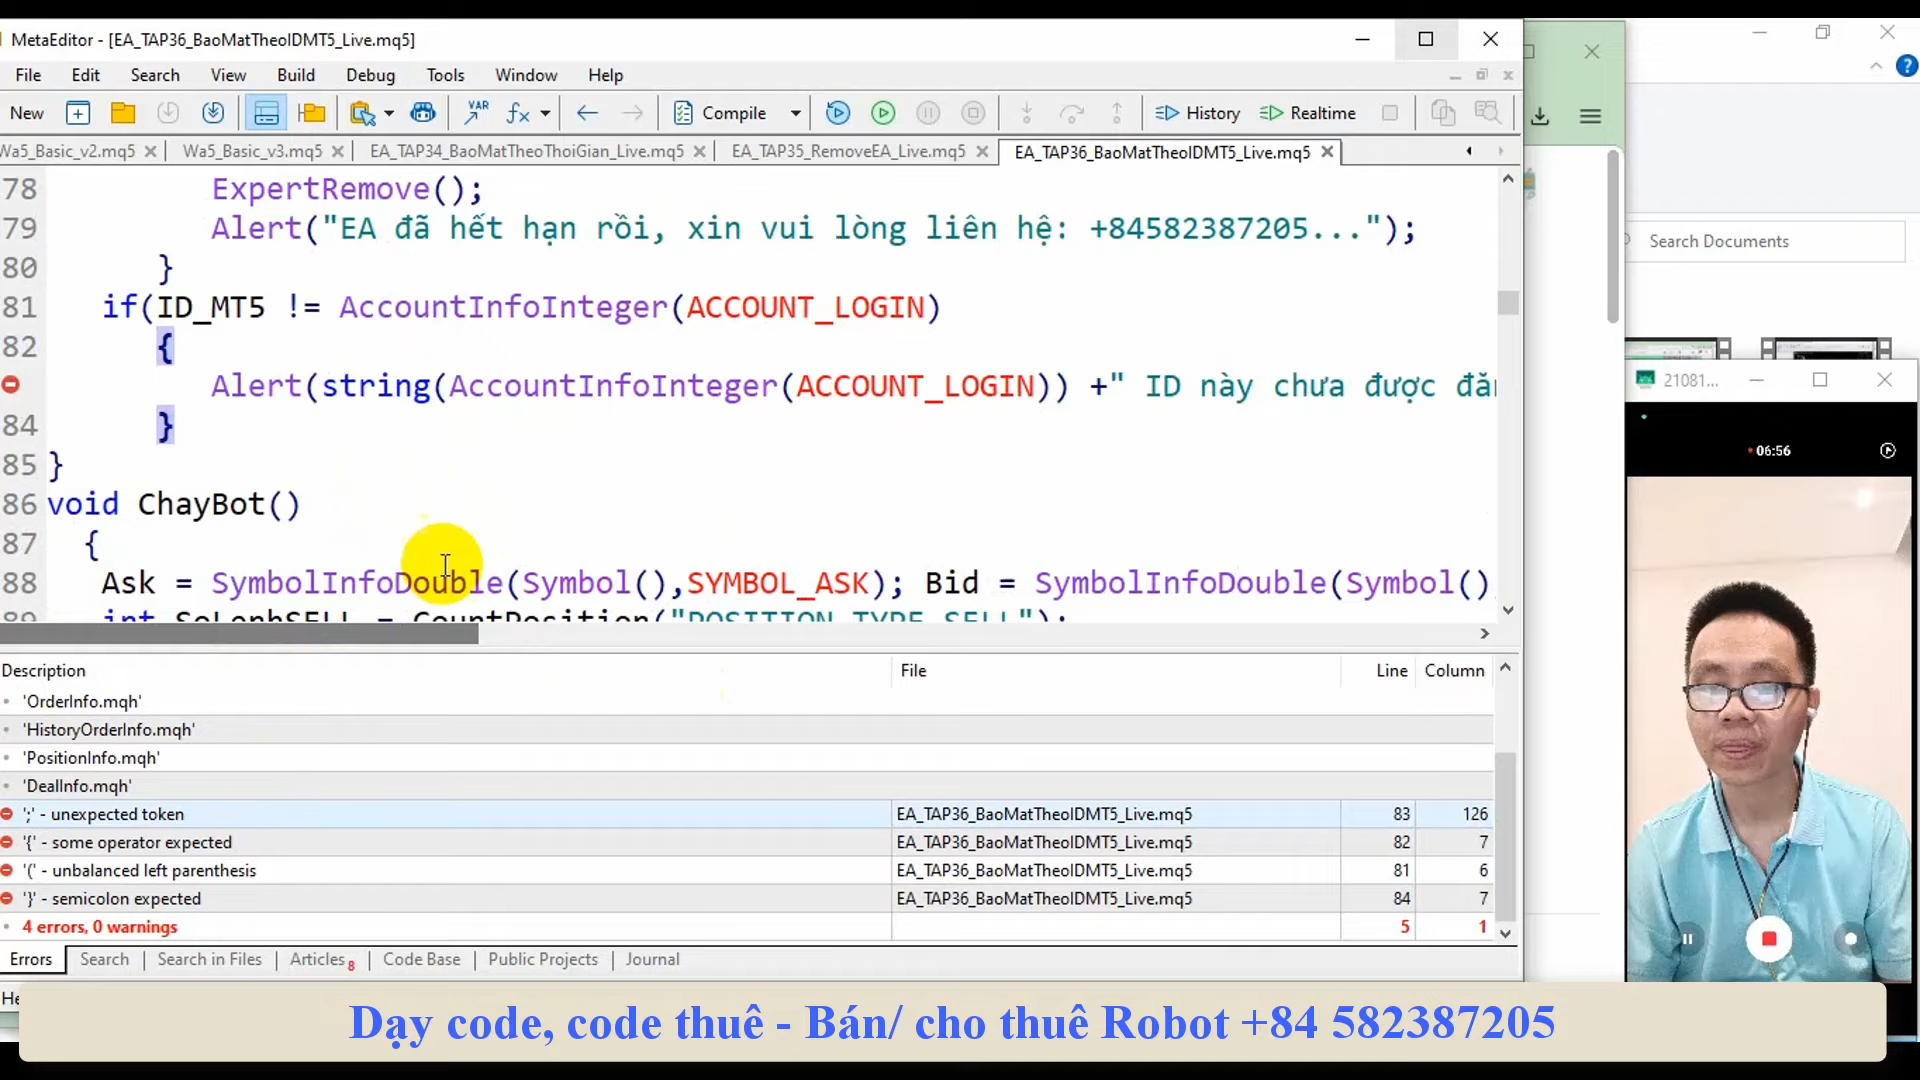 MetaEditor - [EA_TAP36_BaoMatTheoIDMT5_Live.mq5]
File Edit Search View Build Debug Tools Window Help
New VAR Compile History Realtime
Wa5_Basic_v2.mq5 Wa5_Basic_v3.mq5 EA_TAP34_BaoMatTheoThoiGian_Live.mq5 EA_TAP35_RemoveEA_Live.mq5 EA_TAP36_BaoMatTheoIDMT5_Live.mq5
78 ExpertRemove();
79 Alert("EA đã hết hạn rồi, xin vui lòng liên hệ: +84582387205...");
80 }
81 if(ID_MT5 != AccountInfoInteger(ACCOUNT_LOGIN)
82 {
Alert(string(AccountInfoInteger(ACCOUNT_LOGIN)) +" ID này chưa được
84 }
85 }
86 void ChayBot()
87 {
88 Ask = SymbolInfoDouble(Symbol(),SYMBOL_ASK); Bid = SymbolInfoDouble(Symbol()
89 int SoLenhSELL = CountPosition("POSITION_TYPE_SELL");
Description File Line Column
'OrderInfo.mqh'
'HistoryOrderInfo.mqh'
'PositionInfo.mqh'
'DealInfo.mqh'
';' - unexpected token EA_TAP36_BaoMatTheoIDMT5_Live.mq5 83 126
'{' - some operator expected EA_TAP36_BaoMatTheoIDMT5_Live.mq5 82 7
'(' - unbalanced left parenthesis EA_TAP36_BaoMatTheoIDMT5_Live.mq5 81 6
'}' - semicolon expected EA_TAP36_BaoMatTheoIDMT5_Live.mq5 84 7
4 errors, 0 warnings 5 1
Errors Search Search in Files Articles 8 Code Base Public Projects Journal
Search Documents
21081...
06:56
Dạy code, code thuê - Bán/ cho thuê Robot +84 582387205